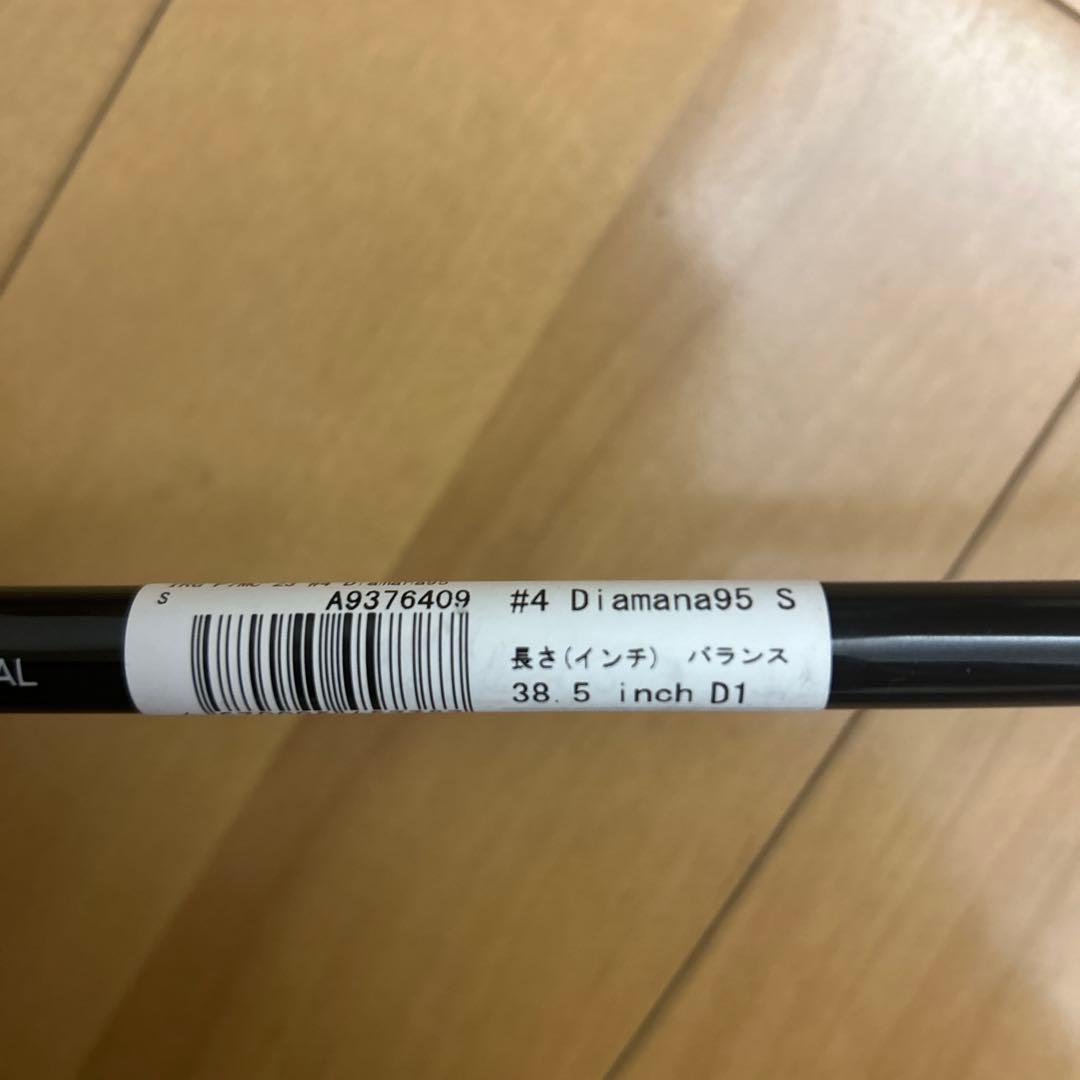 AL
S
A9376409
#4 Diamana95 S
長さ(インチ) バランス
38.5 inch D1